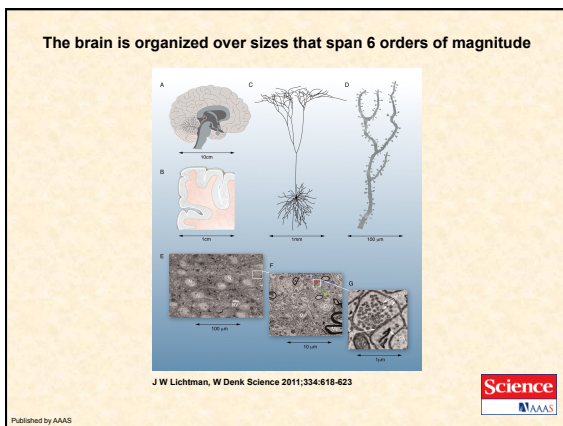 The brain is organized over sizes that span 6 orders of magnitude
A
C
D
10cm
B
1cm
1mm
100 µm
E
F
G
100 µm
10 µm
1µm
J W Lichtman, W Denk Science 2011;334:618-623
Science
AAAS
Published by AAAS